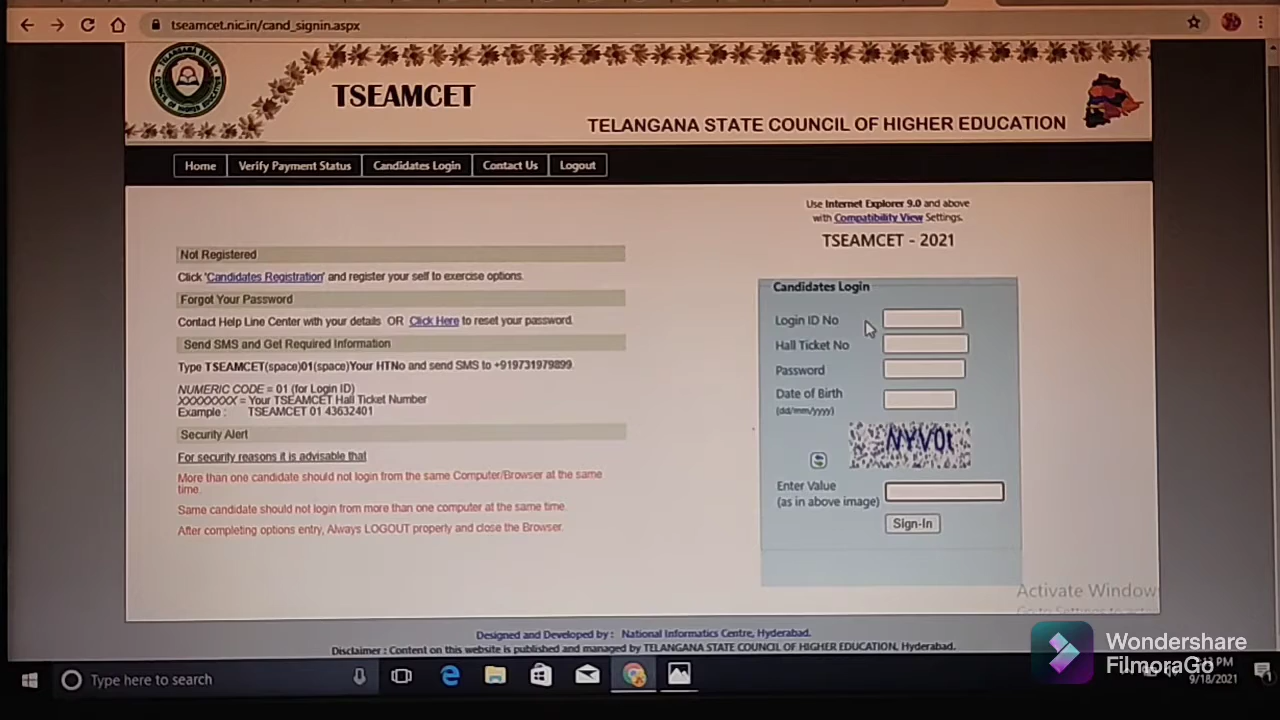 tseamcet.nic.in/cand_signin.aspx
TSEAMCET
TELANGANA STATE COUNCIL OF HIGHER EDUCATION
Home Verify Payment Status Candidates Login Contact Us Logout
Use Internet Explorer 9.0 and above
with Compatibility View Settings.
TSEAMCET - 2021
Not Registered
Click 'Candidates Registration' and register your self to exercise options.
Forgot Your Password
Contact Help Line Center with your details OR Click Here to reset your password.
Send SMS and Get Required Information
Type TSEAMCET(space)01(space)Your HTNo and send SMS to +919731979899.
NUMERIC CODE = 01 (for Login ID)
XXXXXXXX = Your TSEAMCET Hall Ticket Number
Example : TSEAMCET 01 43632401
Security Alert
For security reasons it is advisable that
More than one candidate should not login from the same Computer/Browser at the same
time.
Same candidate should not login from more than one computer at the same time.
After completing options entry, Always LOGOUT properly and close the Browser.
Candidates Login
Login ID No
Hall Ticket No
Password
Date of Birth
(dd/mm/yyyy)
Enter Value
(as in above image)
Sign-In
Activate Window
Designed and Developed by : National Informatics Centre, Hyderabad.
Disclaimer : Content on this website is published and managed by TELANGANA STATE COUNCIL OF HIGHER EDUCATION, Hyderabad.
Wondershare
FilmoraGo
Type here to search
PM
9/18/2021